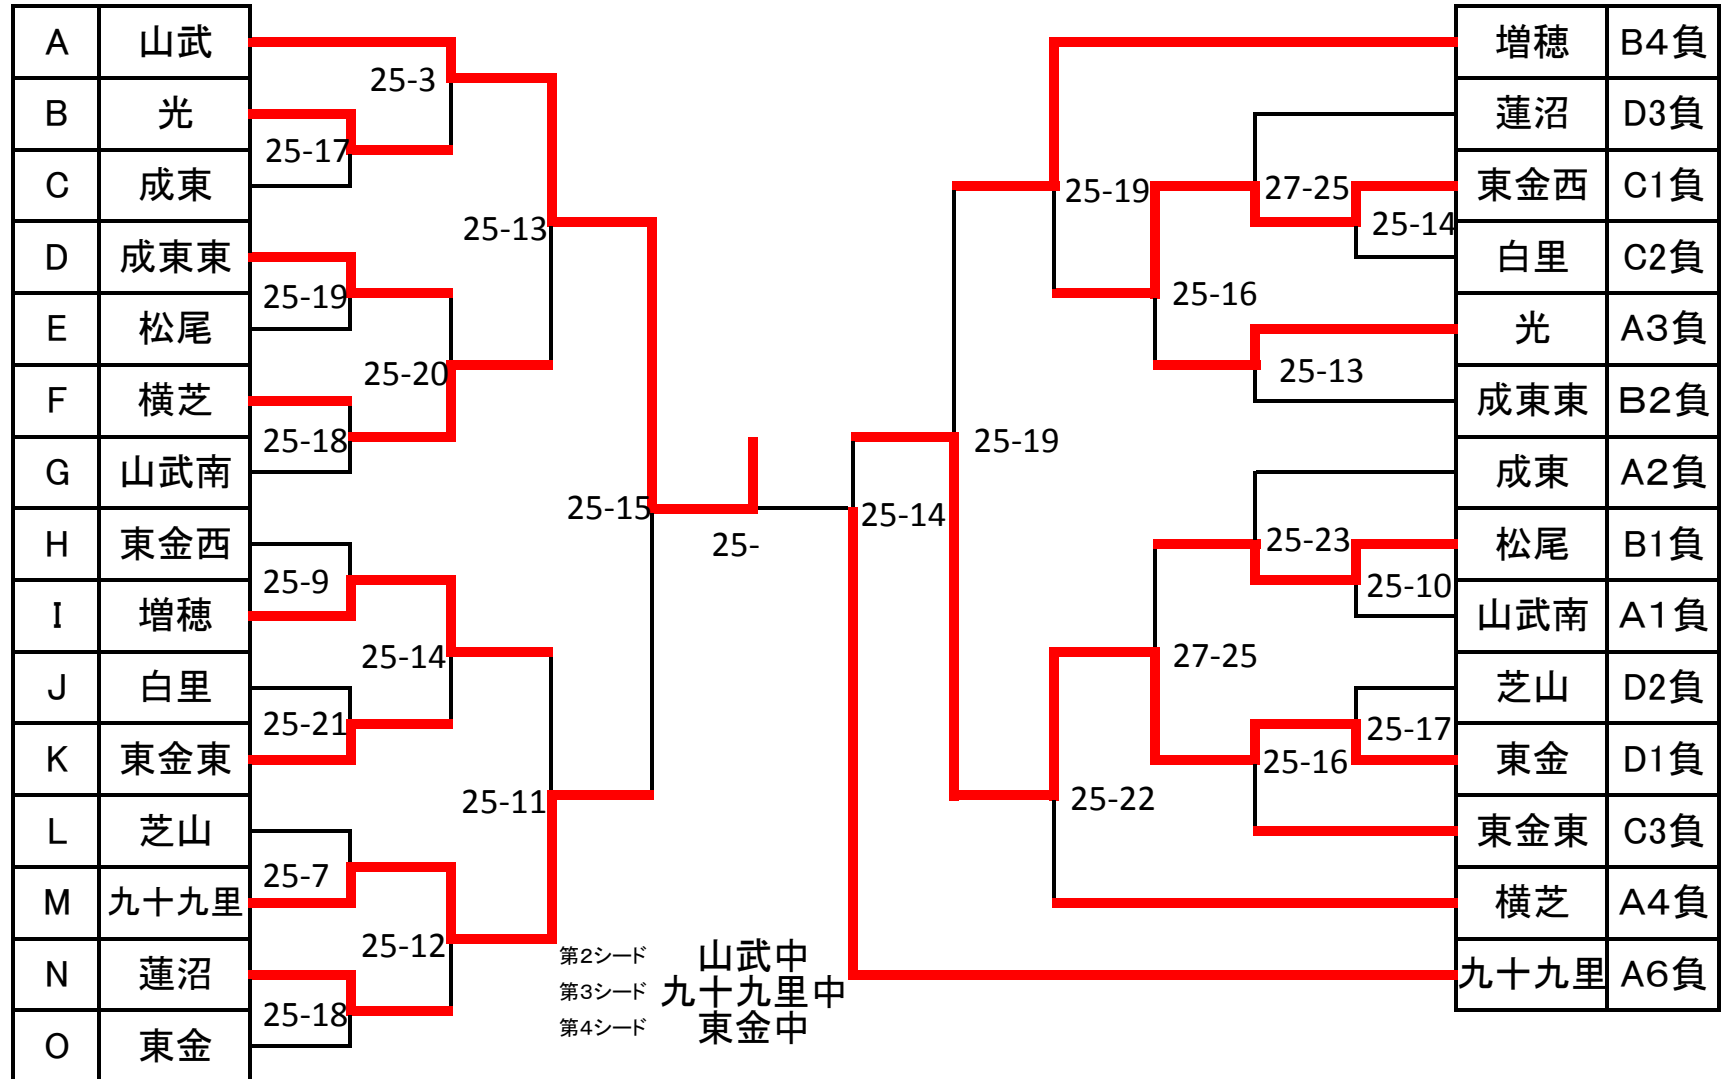 A 山武
B 光
C 成東
D 成東東
E 松尾
F 横芝
G 山武南
H 東金西
I 増穂
J 白里
K 東金東
L 芝山
M 九十九里
N 蓮沼
O 東金
25-3
25-17
25-13
25-19
25-20
25-18
25-15
25-9
25-14
25-21
25-11
25-7
25-12
25-18
25-
25-14
25-19
25-19
27-25
25-14
25-16
25-13
25-23
25-10
27-25
25-17
25-16
25-22
増穂 B4負
蓮沼 D3負
東金西 C1負
白里 C2負
光 A3負
成東東 B2負
成東 A2負
松尾 B1負
山武南 A1負
芝山 D2負
東金 D1負
東金東 C3負
横芝 A4負
九十九里 A6負
第2シード 山武中
第3シード 九十九里中
第4シード 東金中